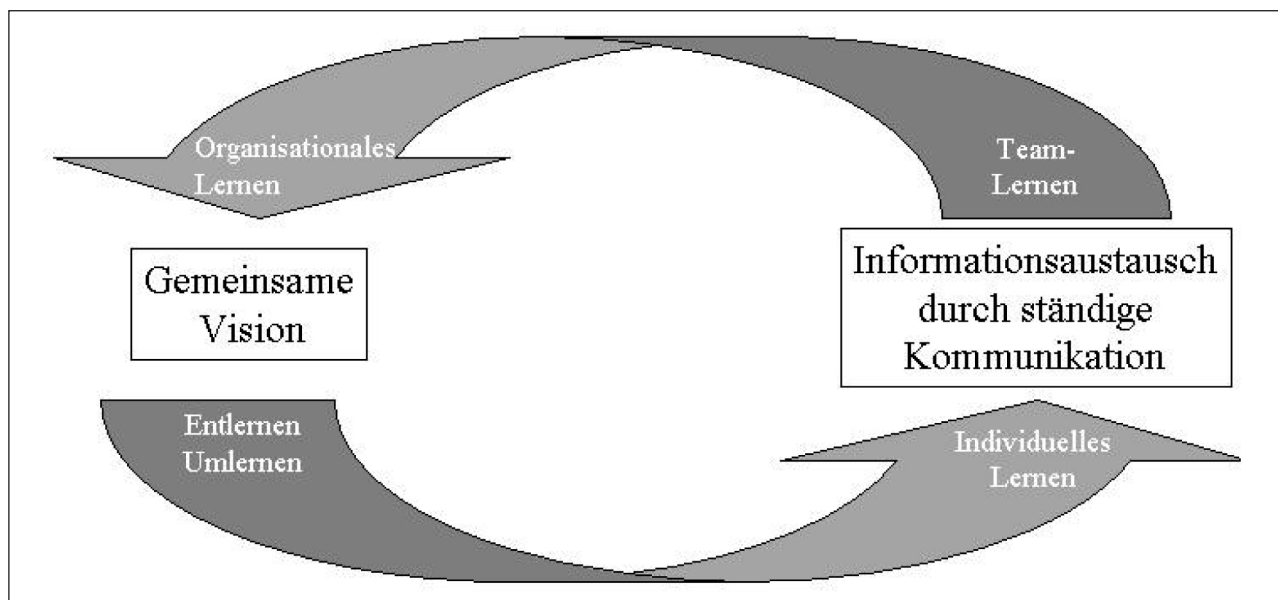 Organisationales
Lernen
Team-
Lernen
Gemeinsame
Vision
Informationsaustausch
durch ständige
Kommunikation
Entlernen
Umlernen
Individuelles
Lernen